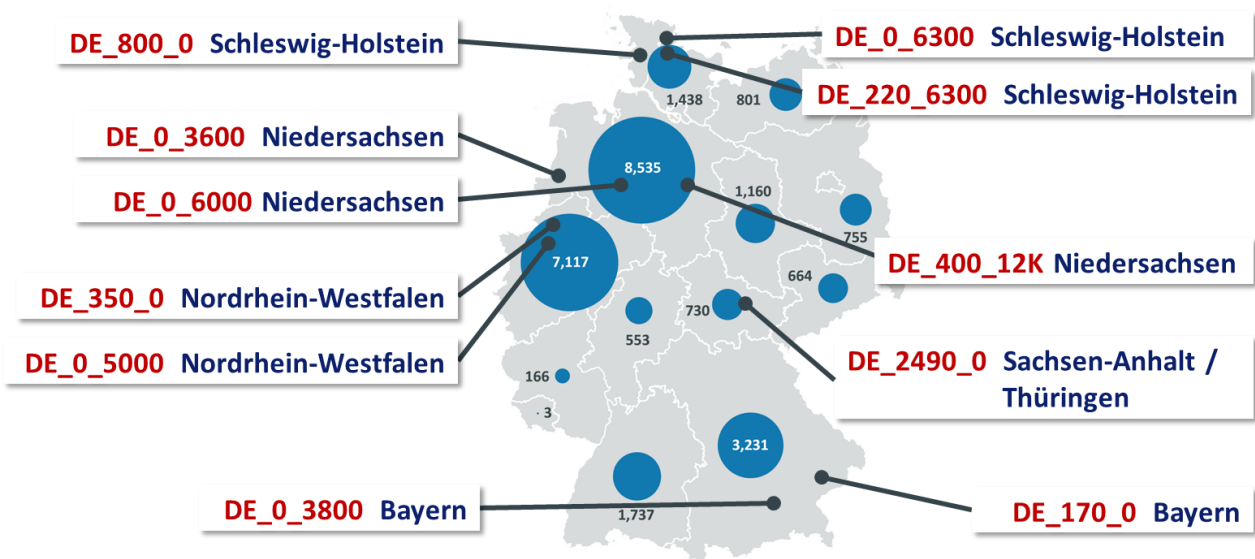 DE_800_0 Schleswig-Holstein
DE_0_6300 Schleswig-Holstein
DE_220_6300 Schleswig-Holstein
1,438
801
DE_0_3600 Niedersachsen
8,535
DE_0_6000 Niedersachsen
1,160
755
7,117
DE_400_12K Niedersachsen
664
DE_350_0 Nordrhein-Westfalen
730
553
DE_0_5000 Nordrhein-Westfalen
DE_2490_0 Sachsen-Anhalt /
Thüringen
166
3
3,231
DE_0_3800 Bayern
1,737
DE_170_0 Bayern